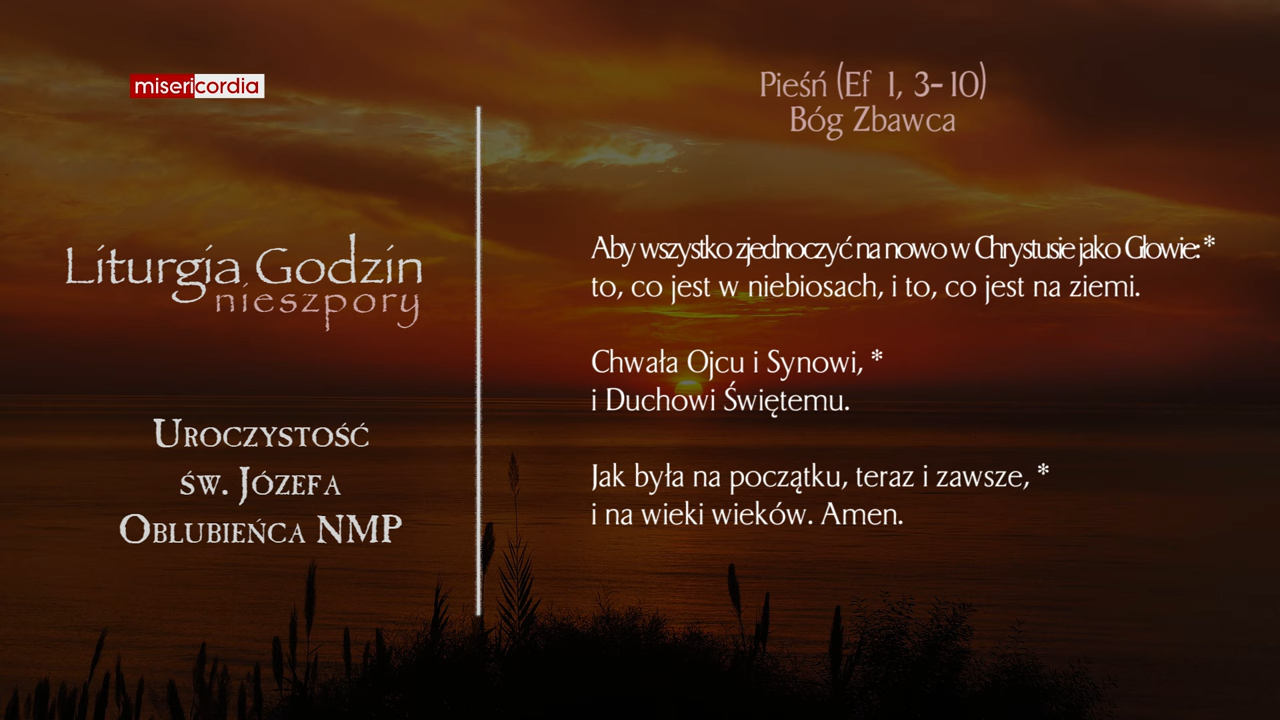 misericordia
Liturgia Godzin
nieszpory
Uroczystość
św. Józefa
Oblubieńca NMP
Pieśń (Ef 1, 3-10)
Bóg Zbawca
Aby wszystko zjednoczyć na nowo w Chrystusie jako Głowie: *
to, co jest w niebiosach, i to, co jest na ziemi.
Chwała Ojcu i Synowi, *
i Duchowi Świętemu.
Jak była na początku, teraz i zawsze, *
i na wieki wieków. Amen.